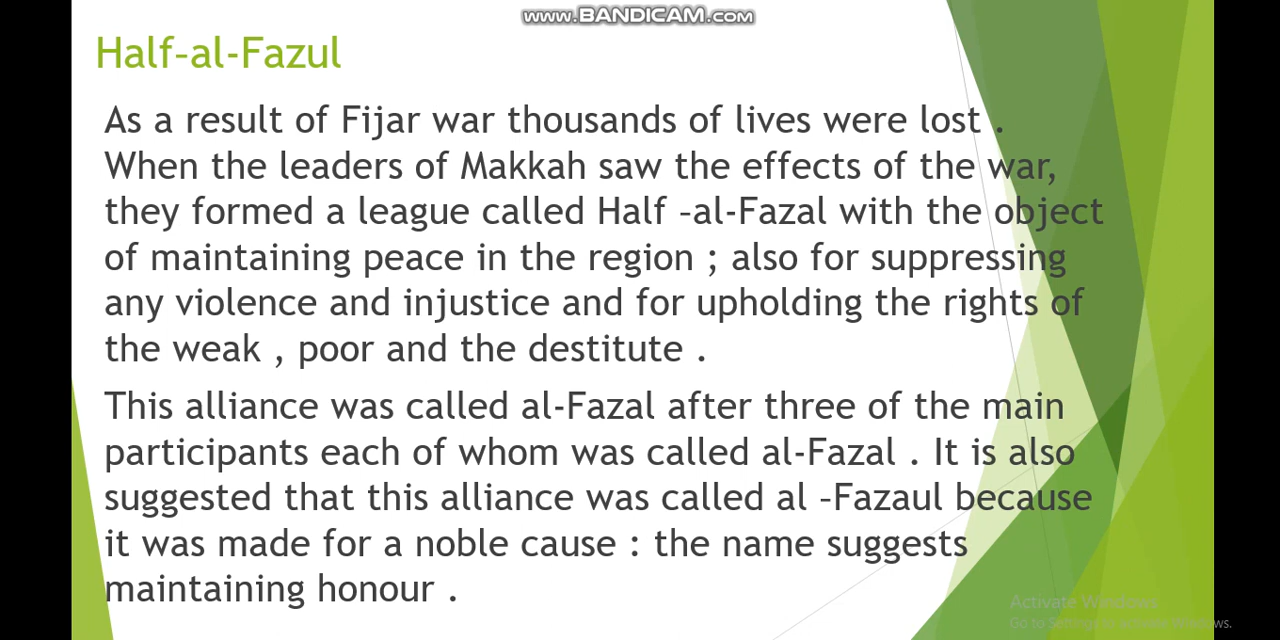 www.BANDICAM.com
Half-al-Fazul
As a result of Fijar war thousands of lives were lost .
When the leaders of Makkah saw the effects of the war,
they formed a league called Half –al-Fazal with the object
of maintaining peace in the region ; also for suppressing
any violence and injustice and for upholding the rights of
the weak , poor and the destitute .
This alliance was called al-Fazal after three of the main
participants each of whom was called al-Fazal . It is also
suggested that this alliance was called al –Fazaul because
it was made for a noble cause : the name suggests
maintaining honour .
Activate Windows
Go to Settings to activate Windows.